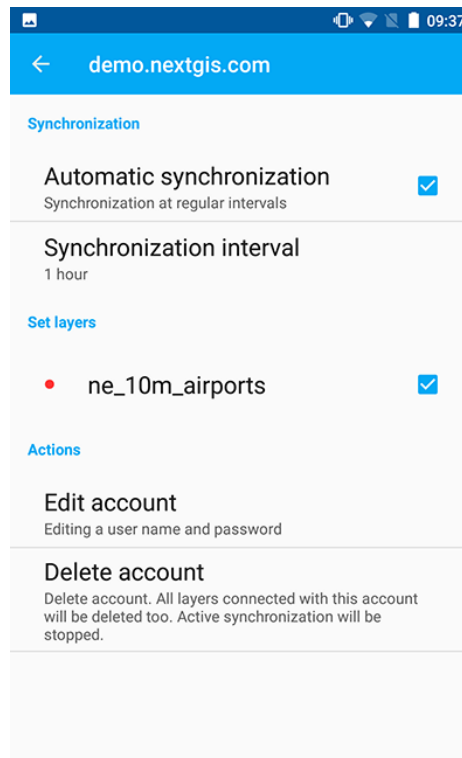 09:37
demo.nextgis.com
Synchronization
Automatic synchronization
Synchronization at regular intervals
Synchronization interval
1 hour
Set layers
ne_10m_airports
Actions
Edit account
Editing a user name and password
Delete account
Delete account. All layers connected with this account
will be deleted too. Active synchronization will be
stopped.